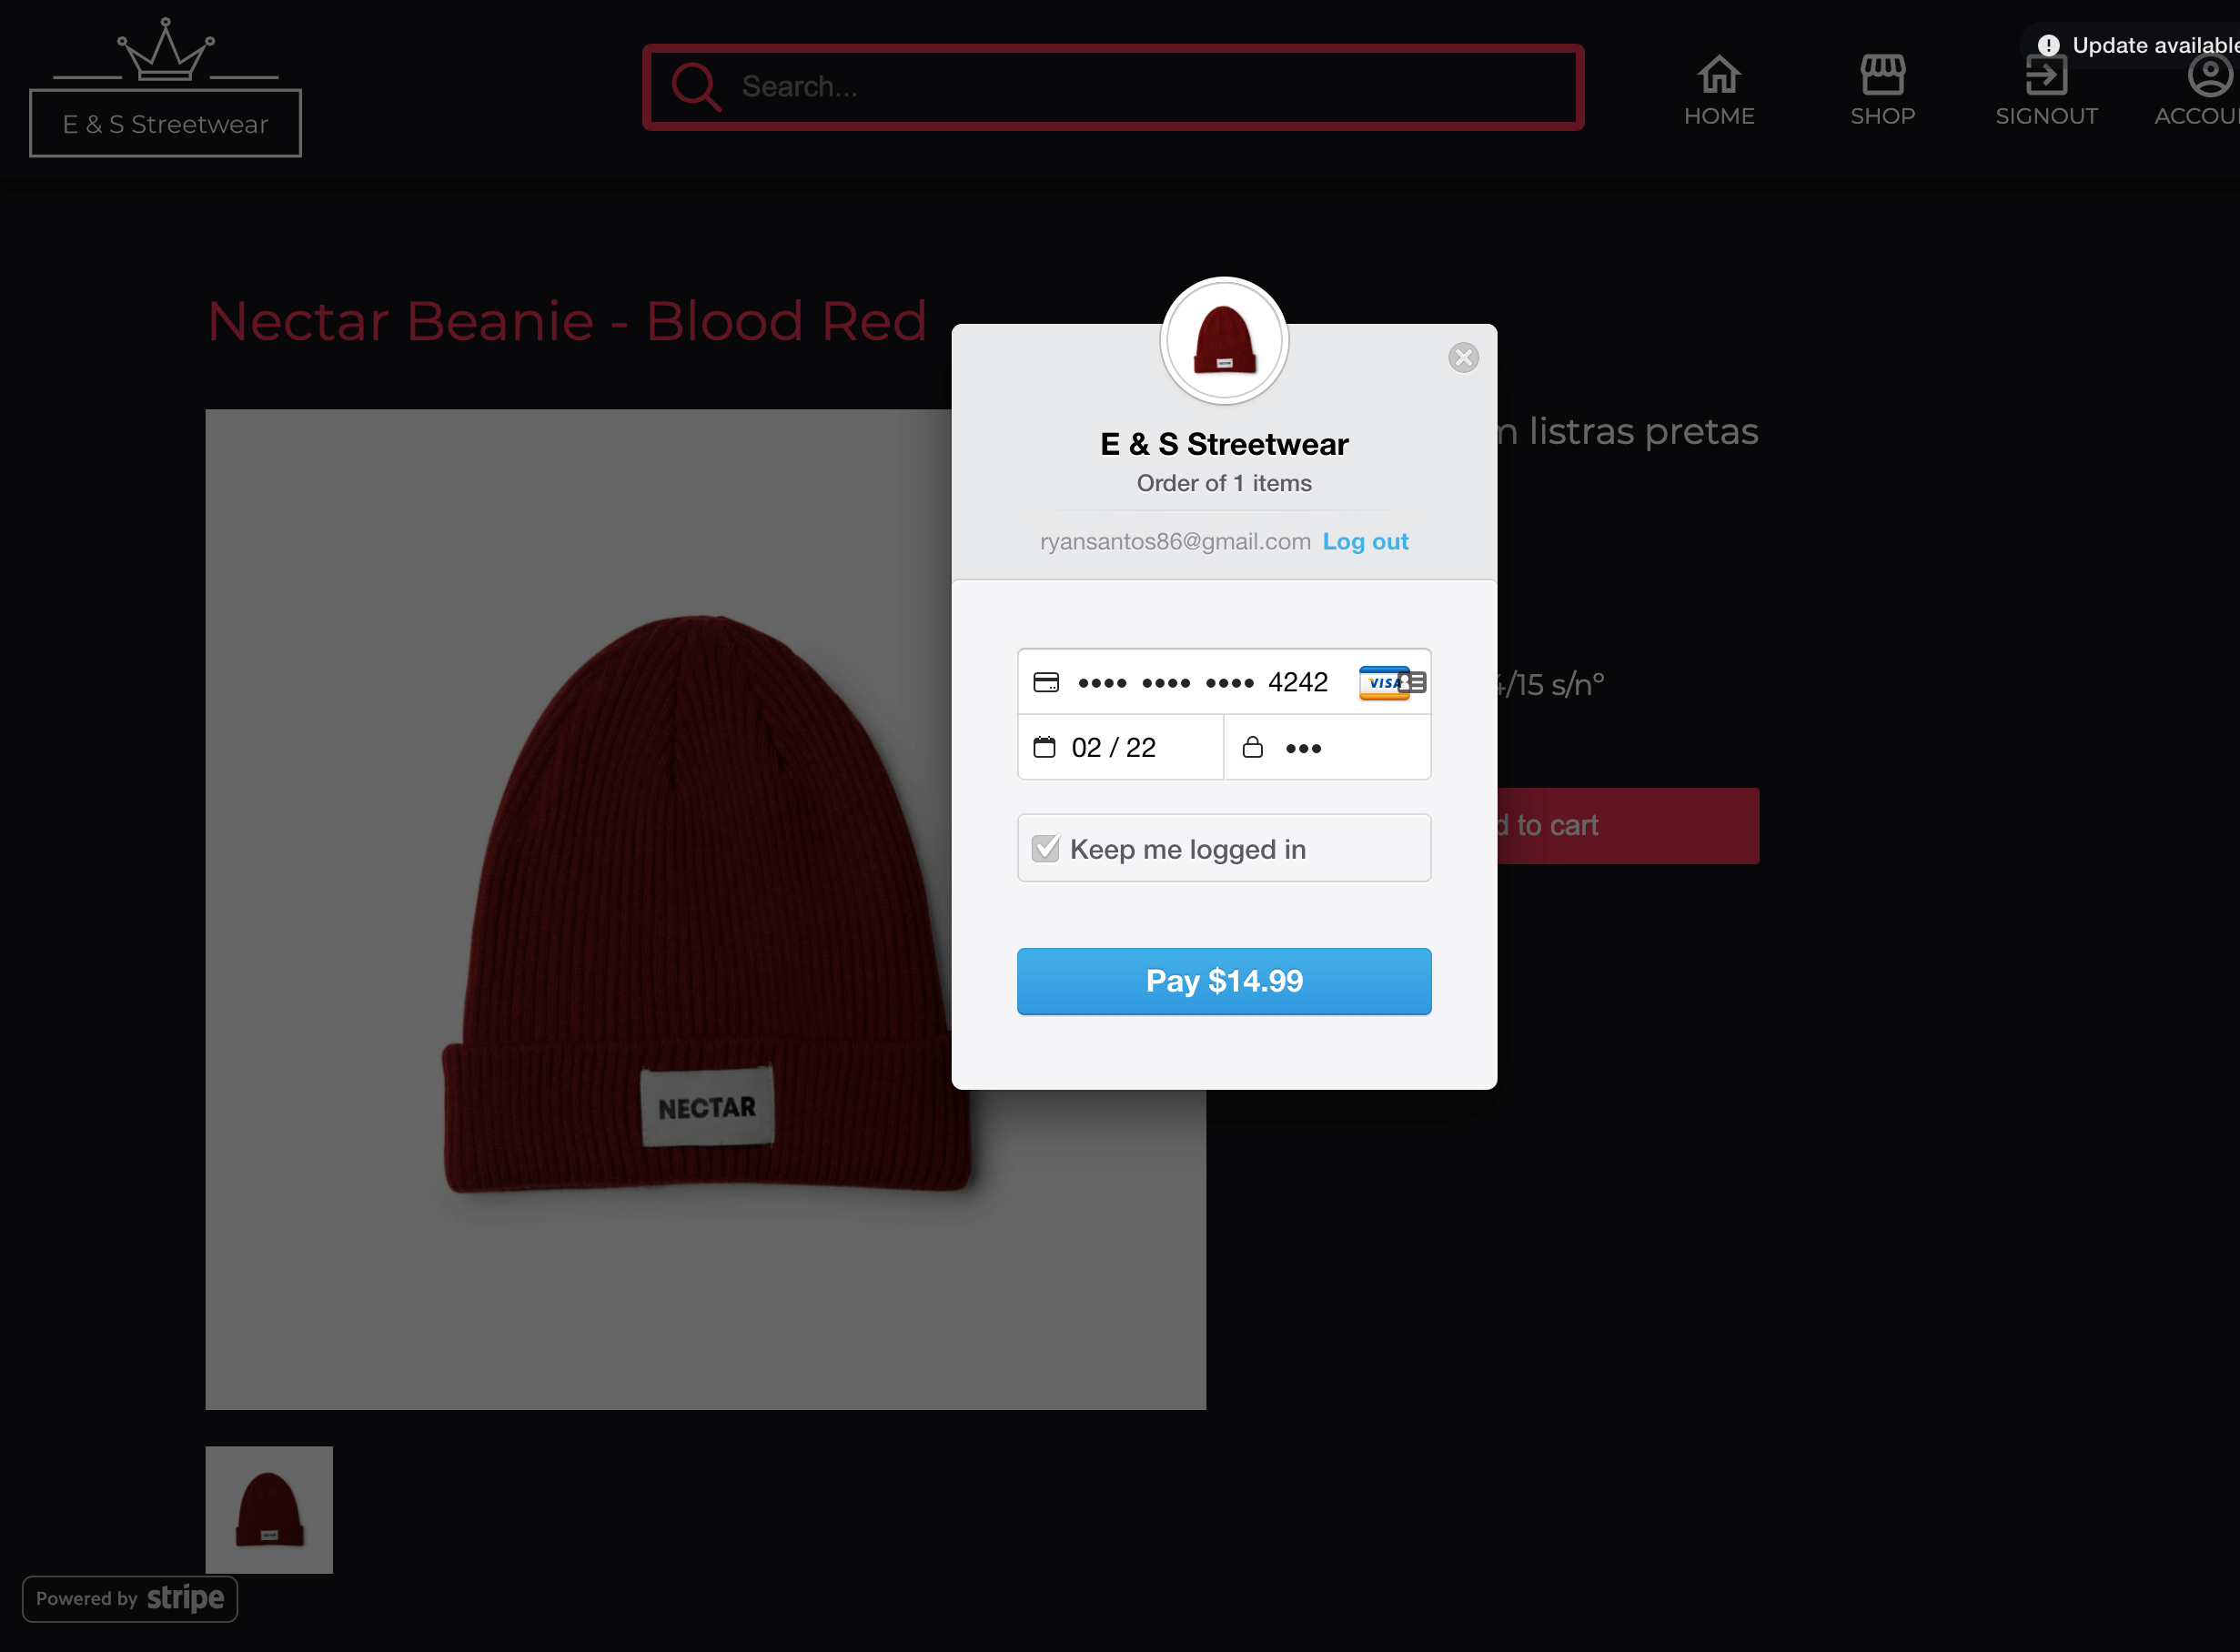 E & S Streetwear
Search...
HOME
SHOP
SIGNOUT
Update available
Nectar Beanie - Blood Red
listras pretas
E & S Streetwear
Order of 1 items
ryansantos86@gmail.com Log out
•••• •••• •••• 4242 VISA
/15 s/nº
02 / 22 •••
to cart
Keep me logged in
Pay $14.99
NECTAR
Powered by stripe